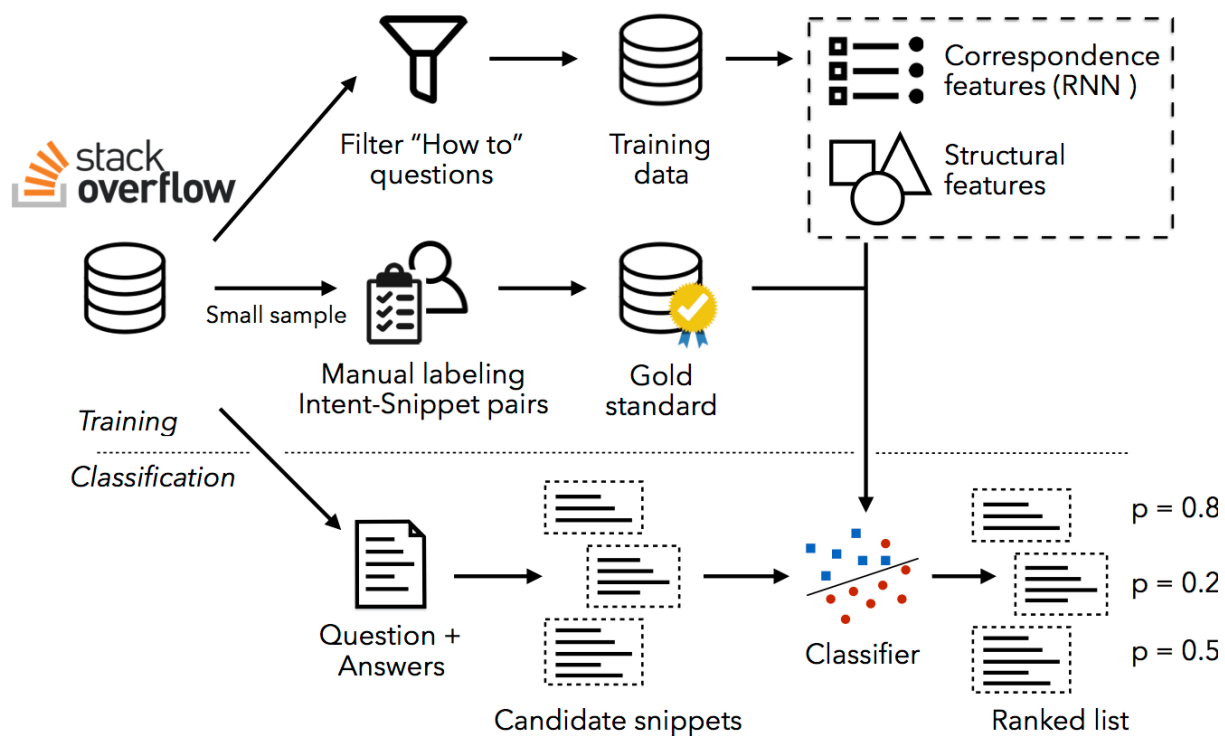 stack
overflow
Filter “How to”
questions
Training
data
Correspondence
features (RNN )
Structural
features
Small sample
Manual labeling
Intent-Snippet pairs
Gold
standard
Training
Classification
Question +
Answers
Candidate snippets
Classifier
p = 0.8
p = 0.2
p = 0.5
Ranked list